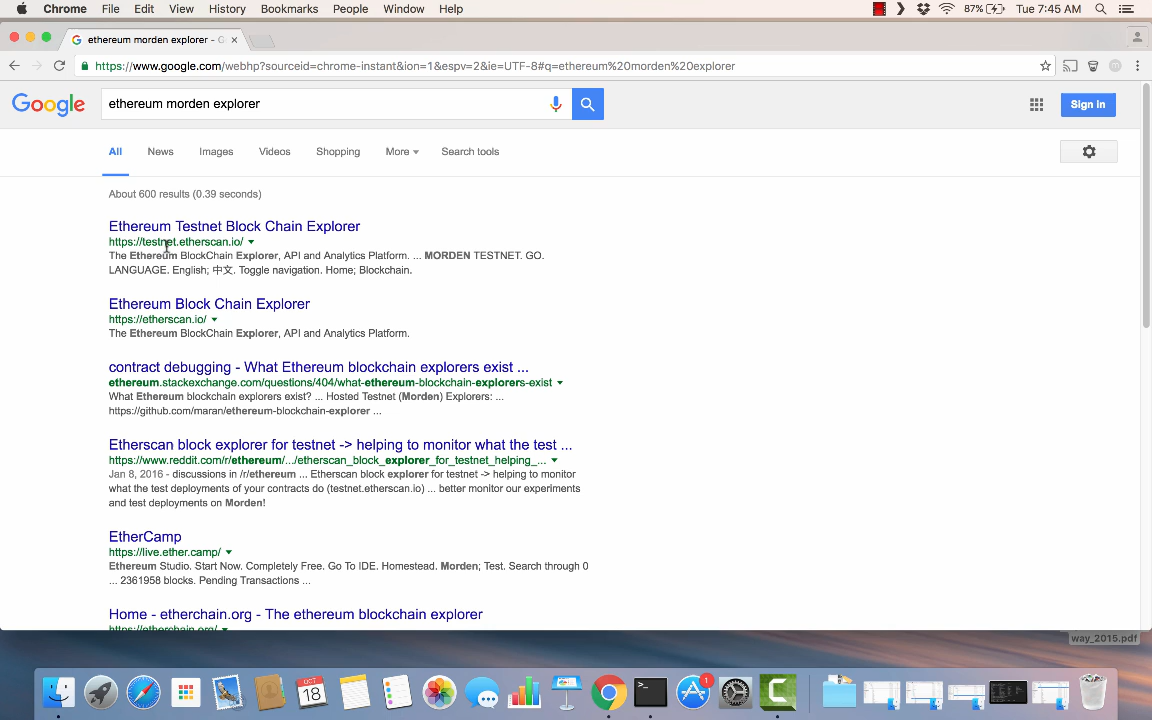 Chrome File Edit View History Bookmarks People Window Help 87% Tue 7:45 AM
ethereum morden explorer - G
https://www.google.com/webhp?sourceid=chrome-instant&ion=1&espv=2&ie=UTF-8#q=ethereum%20morden%20explorer
Google ethereum morden explorer Sign in
All News Images Videos Shopping More Search tools
About 600 results (0.39 seconds)
Ethereum Testnet Block Chain Explorer
https://testnet.etherscan.io/
The Ethereum BlockChain Explorer, API and Analytics Platform. ... MORDEN TESTNET. GO.
LANGUAGE. English; 中文. Toggle navigation. Home; Blockchain.
Ethereum Block Chain Explorer
https://etherscan.io/
The Ethereum BlockChain Explorer, API and Analytics Platform.
contract debugging - What Ethereum blockchain explorers exist ...
ethereum.stackexchange.com/questions/404/what-ethereum-blockchain-explorers-exist
What Ethereum blockchain explorers exist? ... Hosted Testnet (Morden) Explorers: ...
https://github.com/maran/ethereum-blockchain-explorer ...
Etherscan block explorer for testnet -> helping to monitor what the test ...
https://www.reddit.com/r/ethereum/.../etherscan_block_explorer_for_testnet_helping_...
Jan 8, 2016 - discussions in /r/ethereum ... Etherscan block explorer for testnet -> helping to monitor
what the test deployments of your contracts do (testnet.etherscan.io) ... better monitor our experiments
and test deployments on Morden!
EtherCamp
https://live.ether.camp/
Ethereum Studio. Start Now. Completely Free. Go To IDE. Homestead. Morden; Test. Search through 0
... 2361958 blocks. Pending Transactions ...
Home - etherchain.org - The ethereum blockchain explorer
https://etherchain.org/
way_2015.pdf
OCT
18
1